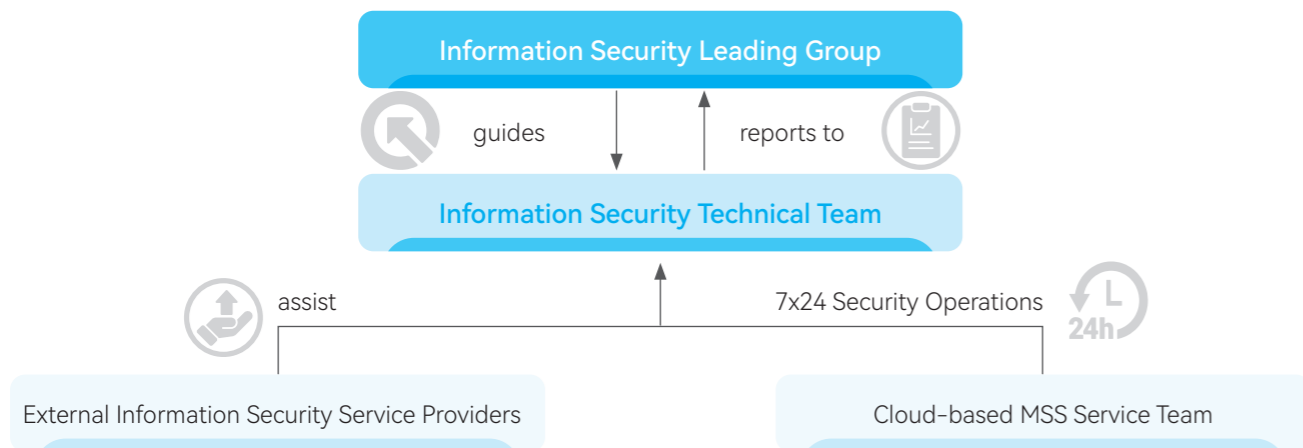 Information Security Leading Group
guides
reports to
Information Security Technical Team
assist
7x24 Security Operations
24h
External Information Security Service Providers
Cloud-based MSS Service Team